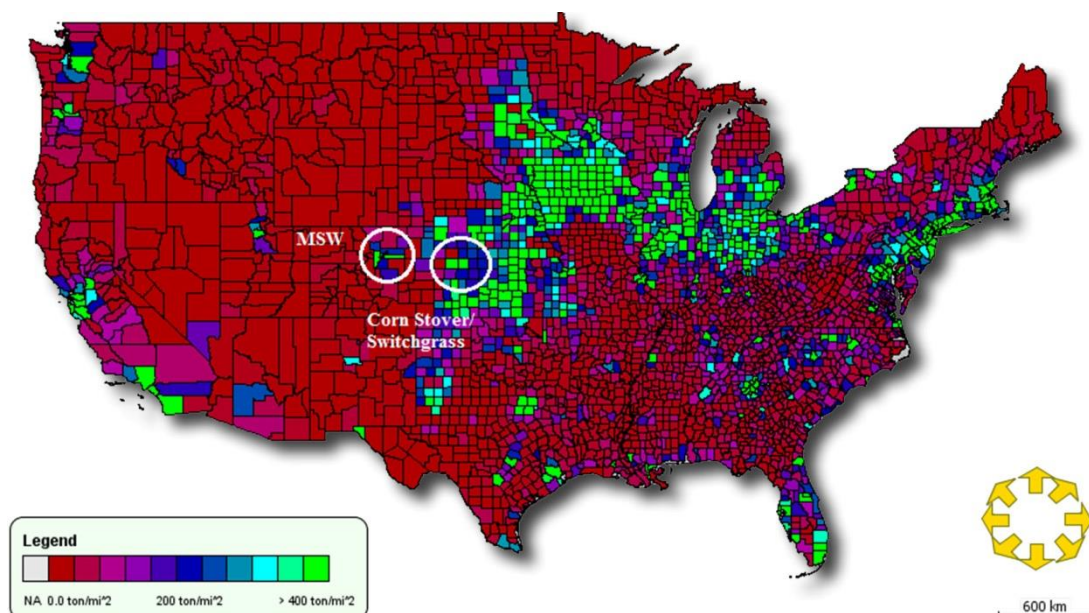 MSW
Corn Stover/
Switchgrass
Legend
NA 0.0 ton/mi^2 200 ton/mi^2 > 400 ton/mi^2
600 km